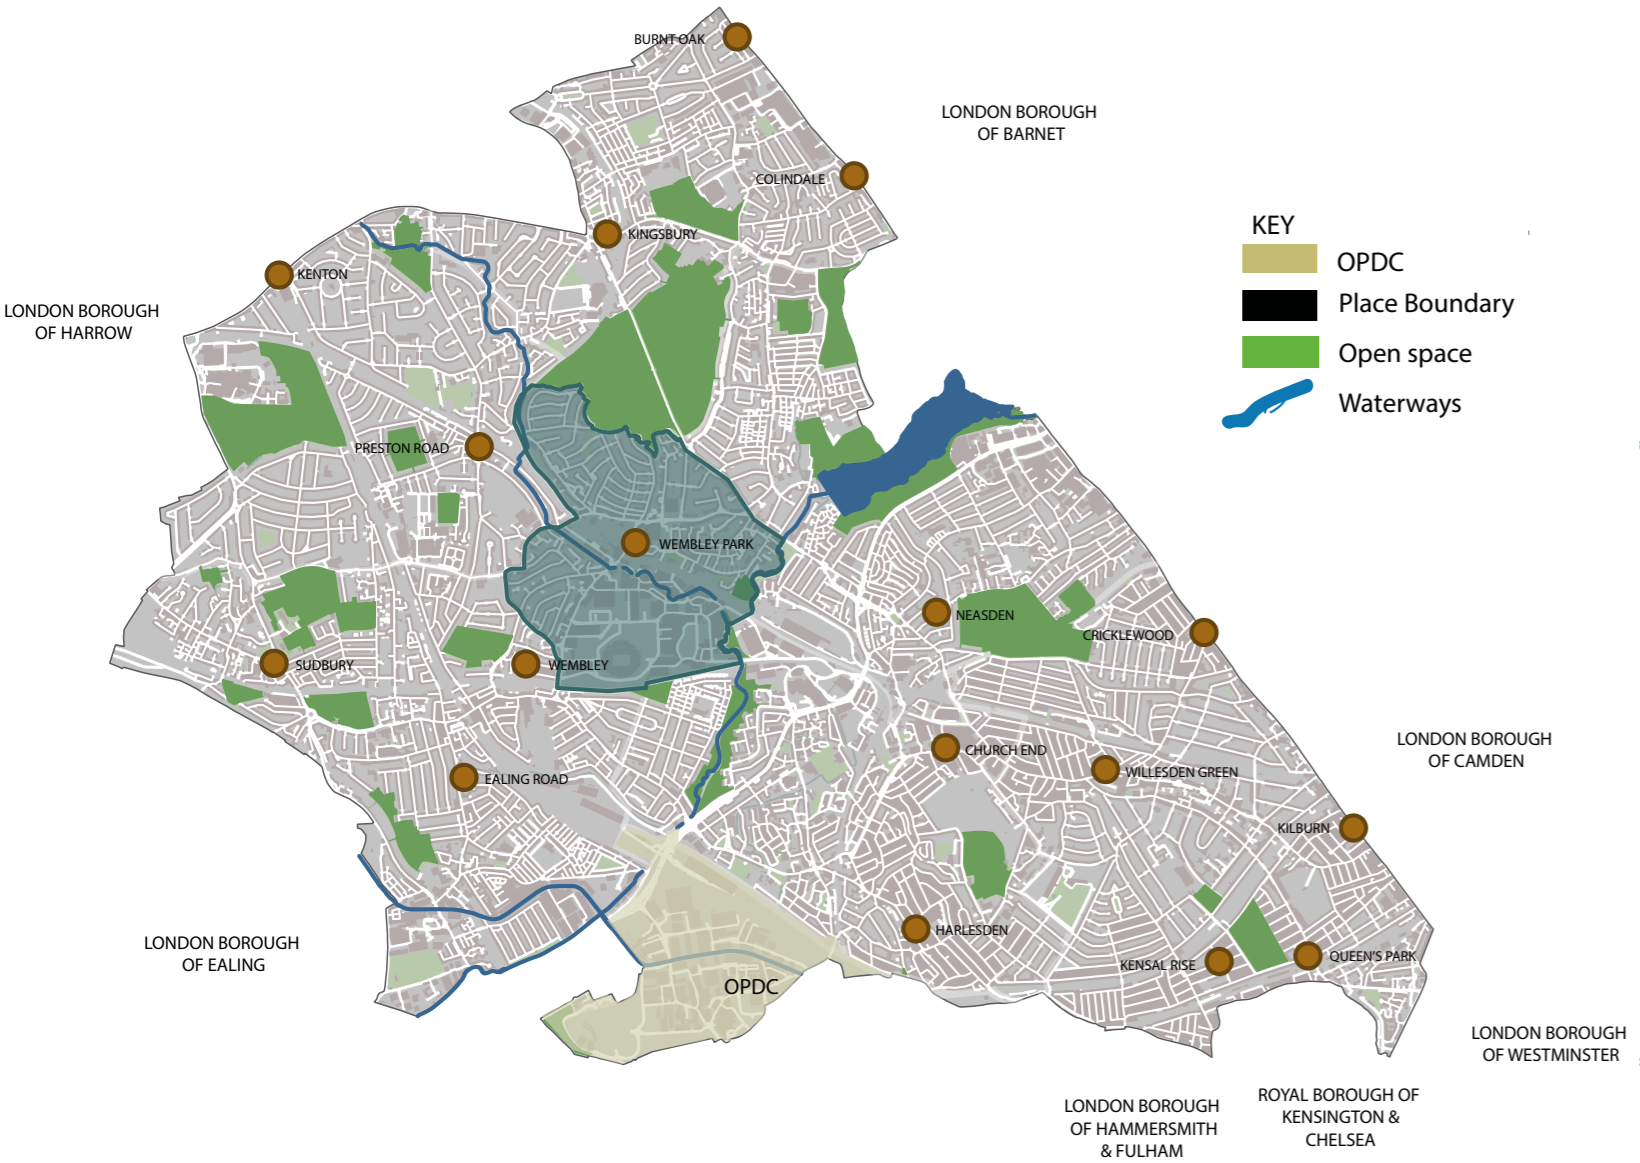 BURNT OAK
LONDON BOROUGH
OF BARNET
COLINDALE
KINGSBURY
KENTON
LONDON BOROUGH
OF HARROW
KEY
OPDC
Place Boundary
Open space
Waterways
PRESTON ROAD
WEMBLEY PARK
NEASDEN
CRICKLEWOOD
SUDBURY
WEMBLEY
CHURCH END
WILLESDEN GREEN
LONDON BOROUGH
OF CAMDEN
EALING ROAD
KILBURN
HARLESDEN
LONDON BOROUGH
OF EALING
KENSAL RISE
QUEEN'S PARK
OPDC
LONDON BOROUGH
OF WESTMINSTER
LONDON BOROUGH
OF HAMMERSMITH
& FULHAM
ROYAL BOROUGH OF
KENSINGTON &
CHELSEA